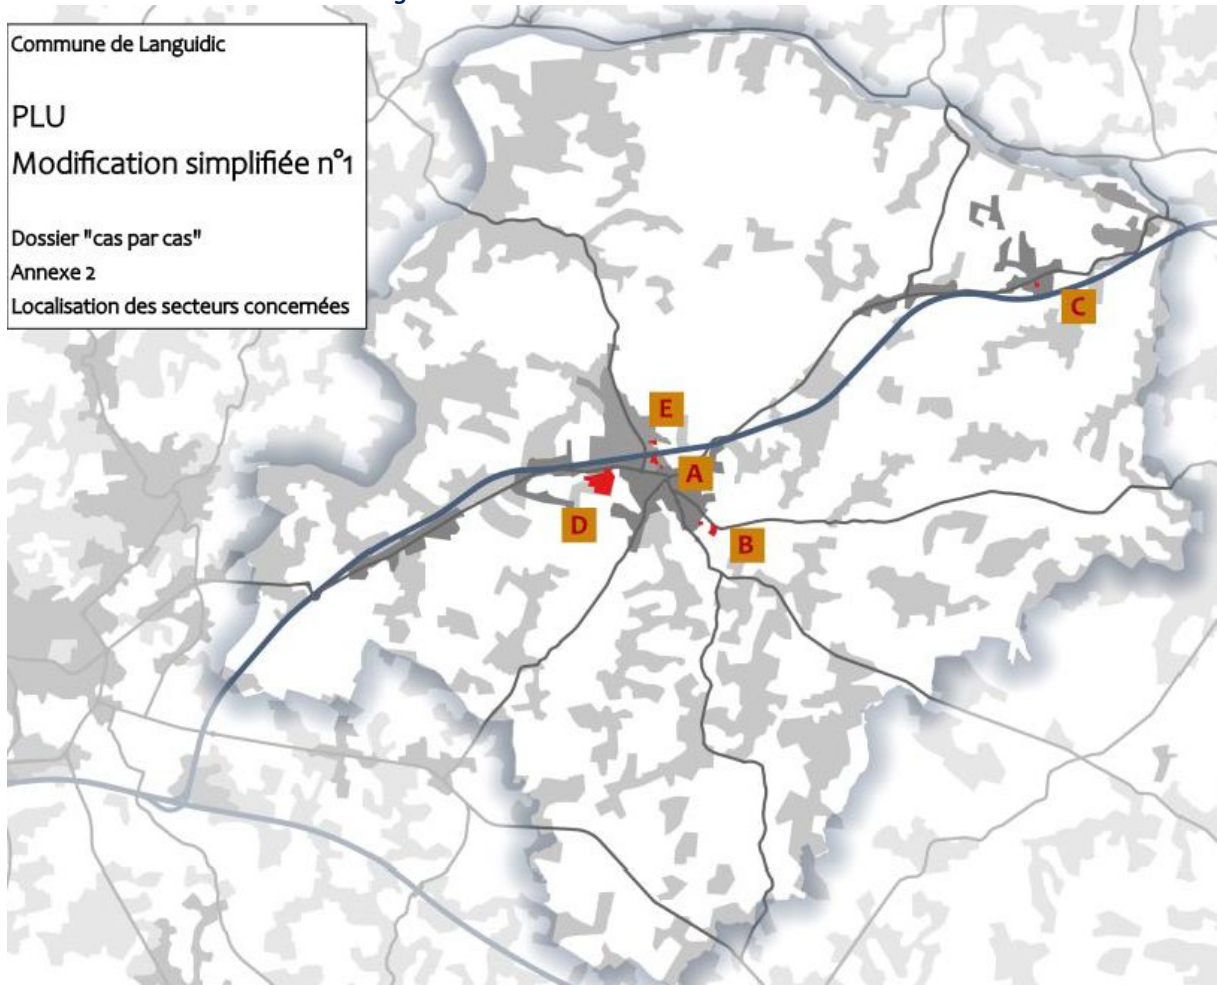 Commune de Languidic
PLU
Modification simplifiée n°1
Dossier "cas par cas"
Annexe 2
Localisation des secteurs concernées
C
E
A
D
B